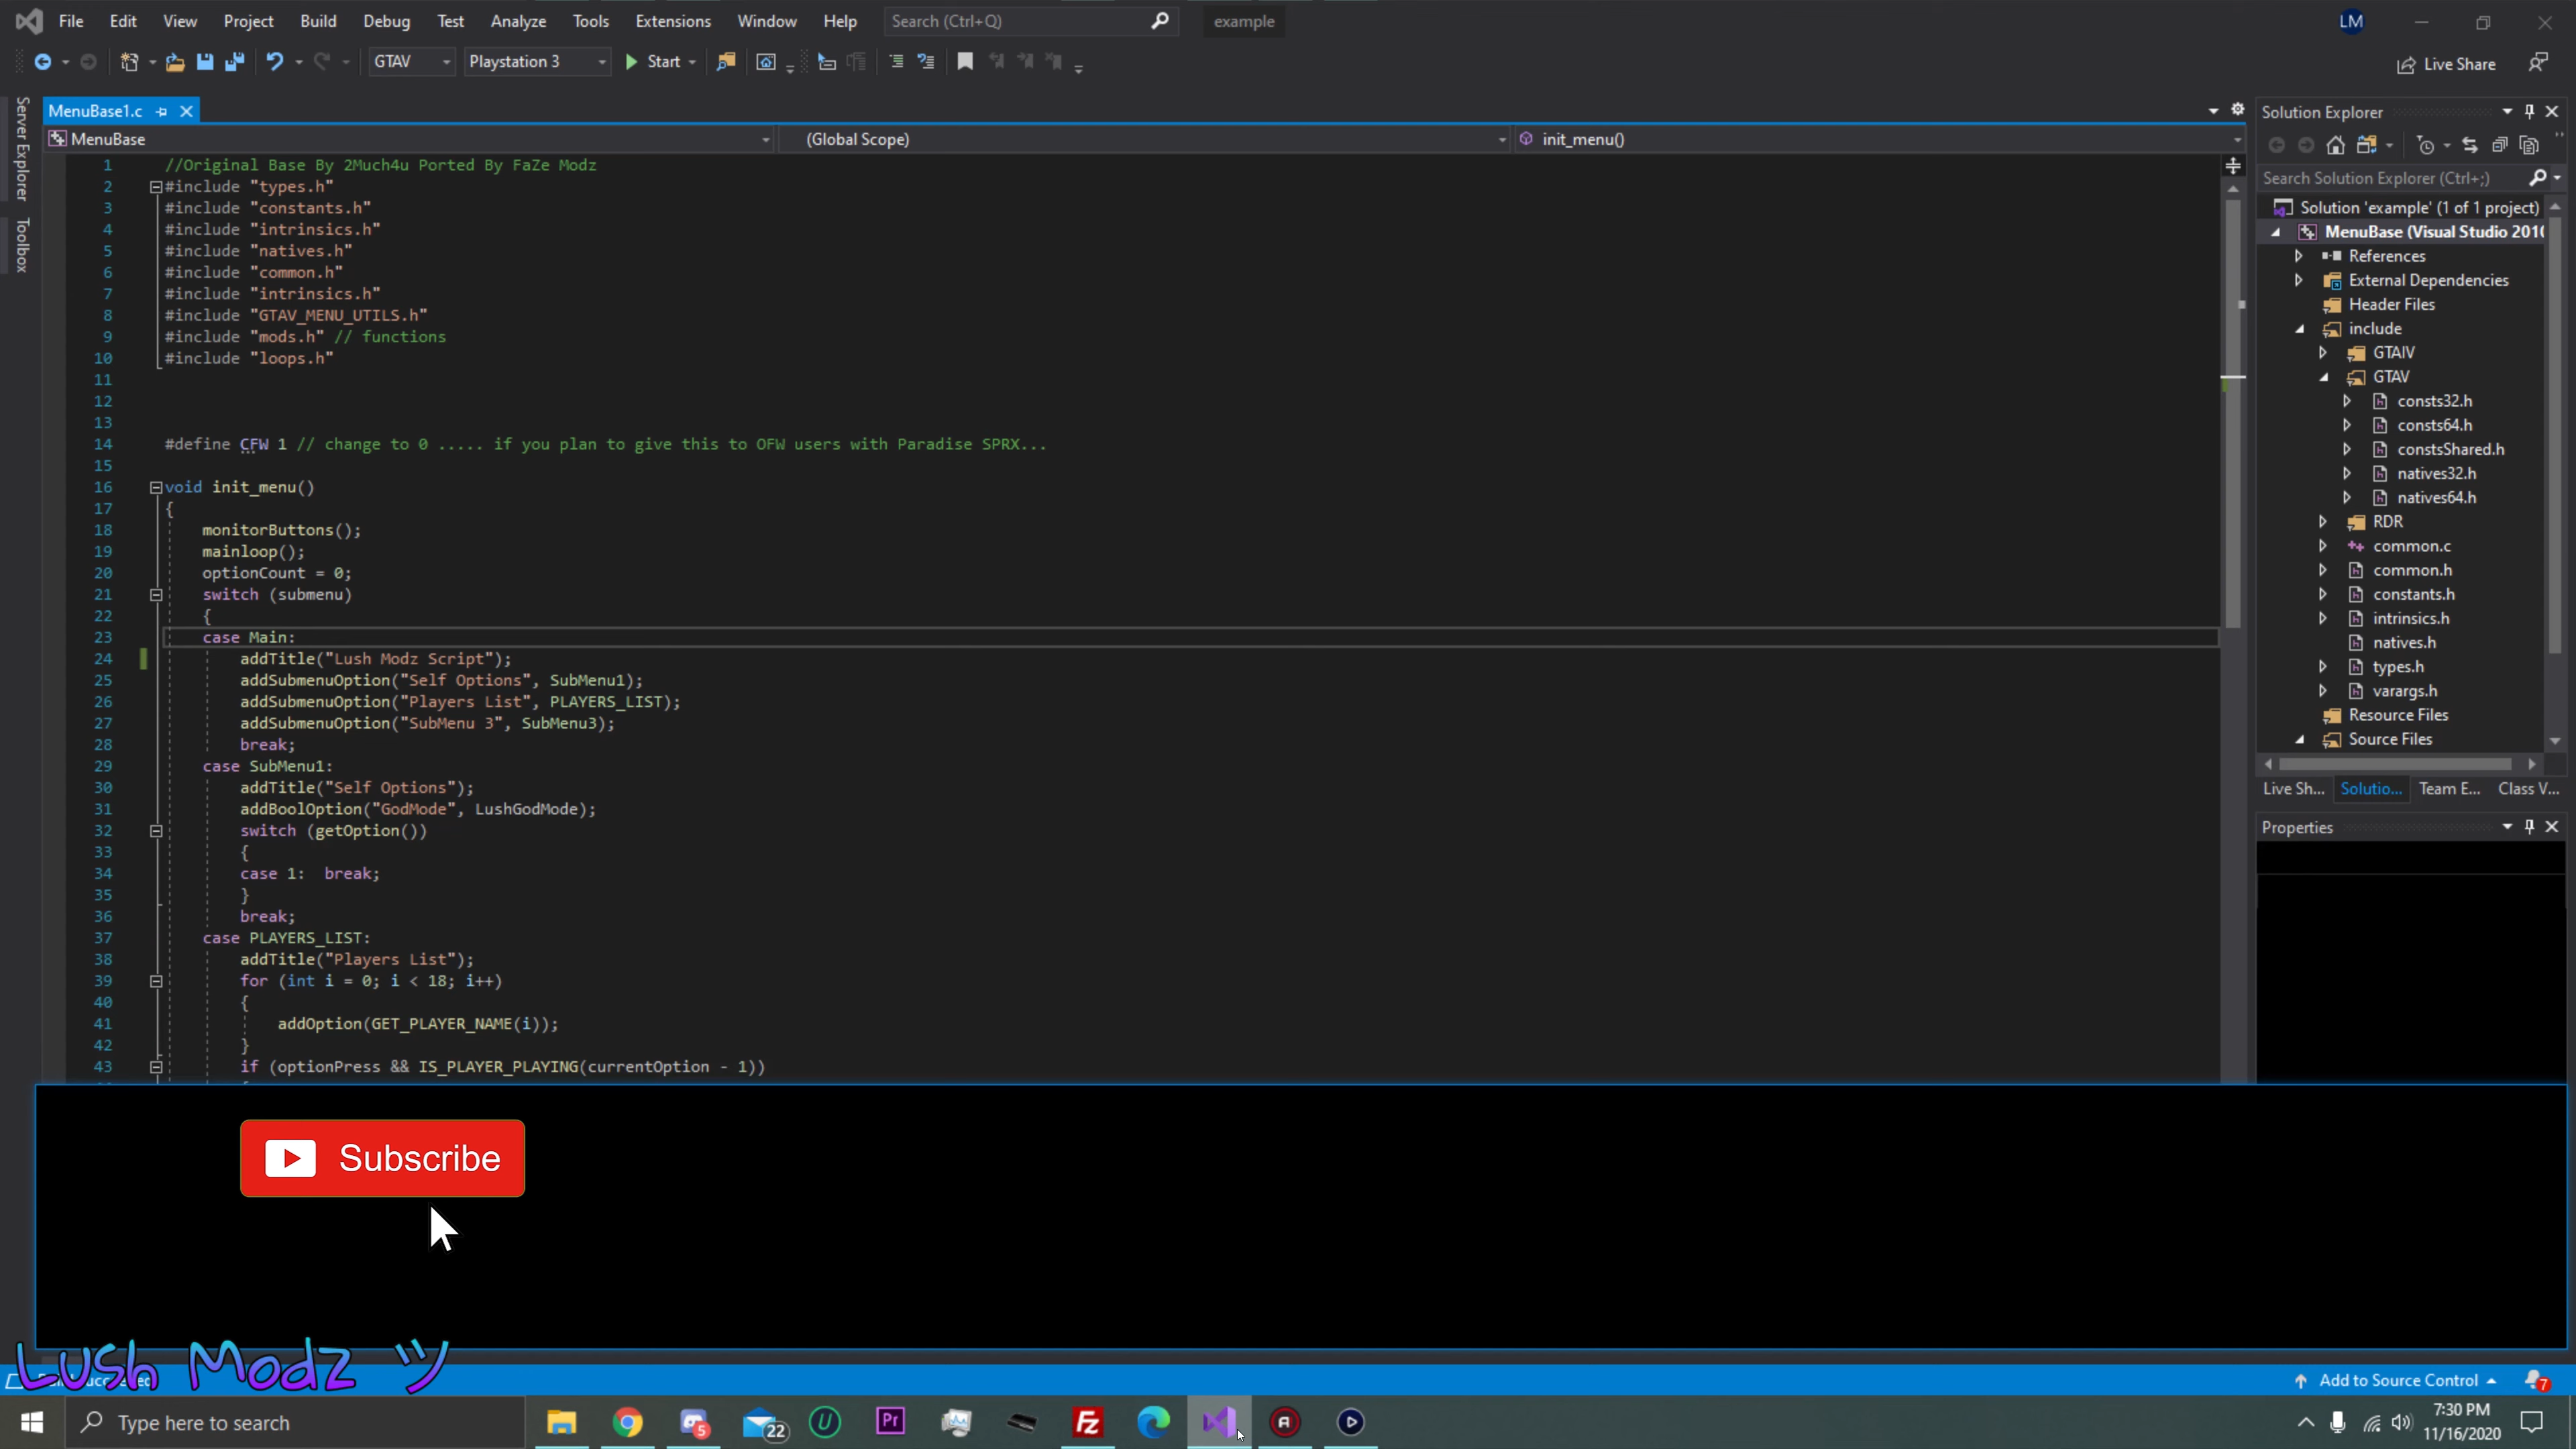 File Edit View Project Build Debug Test Analyze Tools Extensions Window Help Search (Ctrl+Q) example LM
GTAV Playstation 3 Start Live Share
Server Explorer
Toolbox
MenuBase1.c
MenuBase (Global Scope) init_menu()
1 //Original Base By 2Much4u Ported By FaZe Modz
2 #include "types.h"
3 #include "constants.h"
4 #include "intrinsics.h"
5 #include "natives.h"
6 #include "common.h"
7 #include "intrinsics.h"
8 #include "GTAV_MENU_UTILS.h"
9 #include "mods.h" // functions
10 #include "loops.h"
11
12
13
14 #define CFW 1 // change to 0 ..... if you plan to give this to OFW users with Paradise SPRX...
15
16 void init_menu()
17 {
18 monitorButtons();
19 mainloop();
20 optionCount = 0;
21 switch (submenu)
22 {
23 case Main:
24 addTitle("Lush Modz Script");
25 addSubmenuOption("Self Options", SubMenu1);
26 addSubmenuOption("Players List", PLAYERS_LIST);
27 addSubmenuOption("SubMenu 3", SubMenu3);
28 break;
29 case SubMenu1:
30 addTitle("Self Options");
31 addBoolOption("GodMode", LushGodMode);
32 switch (getOption())
33 {
34 case 1: break;
35 }
36 break;
37 case PLAYERS_LIST:
38 addTitle("Players List");
39 for (int i = 0; i < 18; i++)
40 {
41 addOption(GET_PLAYER_NAME(i));
42 }
43 if (optionPress && IS_PLAYER_PLAYING(currentOption - 1))
Solution Explorer
Search Solution Explorer (Ctrl+;)
Solution 'example' (1 of 1 project)
MenuBase (Visual Studio 2010
References
External Dependencies
Header Files
include
GTAIV
GTAV
consts32.h
consts64.h
constsShared.h
natives32.h
natives64.h
RDR
common.c
common.h
constants.h
intrinsics.h
natives.h
types.h
varargs.h
Resource Files
Source Files
Live Sh... Solutio... Team E... Class V...
Properties
Subscribe
Lush Modz ツ
Add to Source Control 7
Type here to search
5 22 U Pr Fz
7:30 PM
11/16/2020